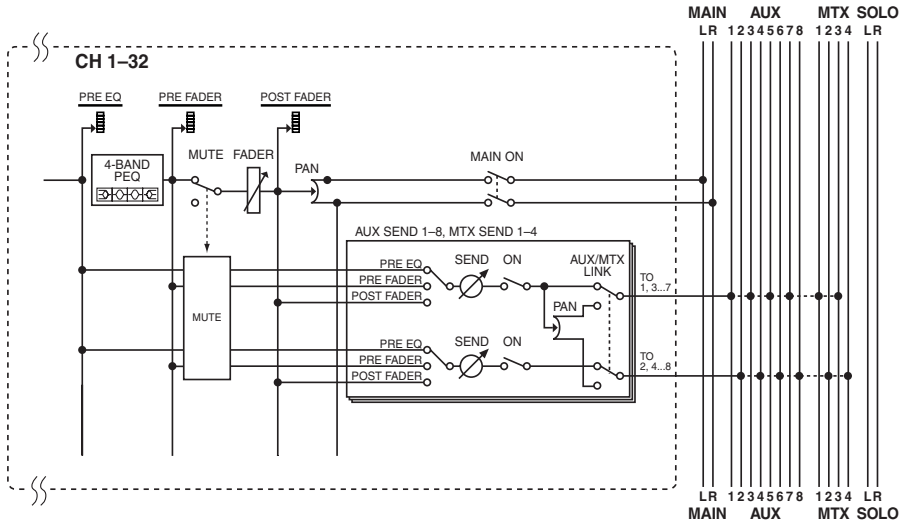 MAIN AUX MTX SOLO
LR 12345678 1234 LR
CH 1–32
PRE EQ PRE FADER POST FADER
4-BAND
PEQ
MUTE FADER
PAN
MAIN ON
AUX SEND 1–8, MTX SEND 1–4
MUTE
PRE EQ
PRE FADER
POST FADER
SEND ON
AUX/MTX
LINK
TO
1, 3...7
PAN
PRE EQ
PRE FADER
POST FADER
SEND ON
TO
2, 4...8
LR 12345678 1234 LR
MAIN AUX MTX SOLO